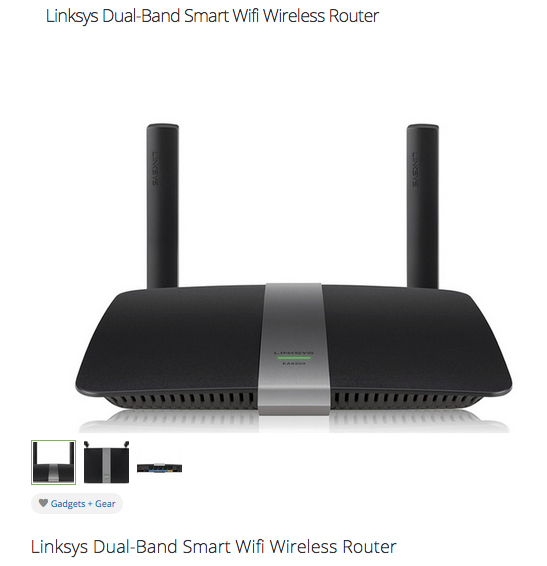 Linksys Dual-Band Smart Wifi Wireless Router
LINKSYS
LINKSYS
LINKSYS
Gadgets + Gear
Linksys Dual-Band Smart Wifi Wireless Router